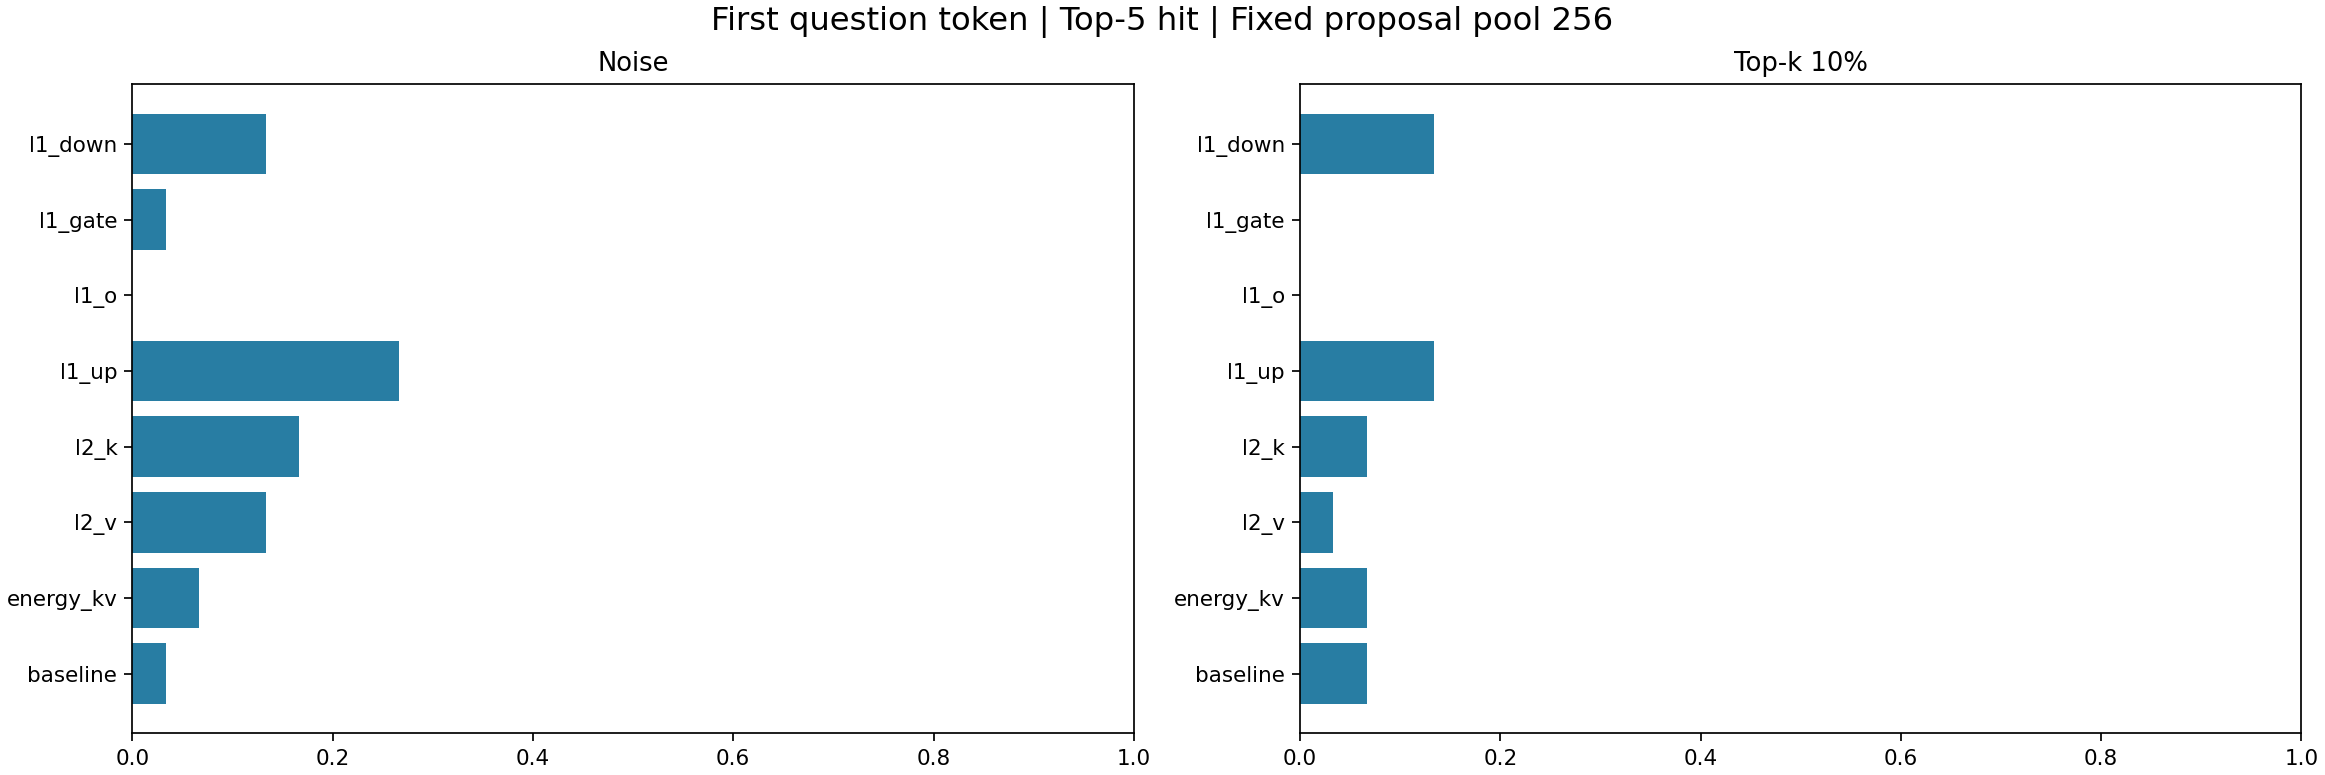 First question token | Top-5 hit | Fixed proposal pool 256
Noise
l1_down
l1_gate
l1_o
l1_up
l2_k
l2_v
energy_kv
baseline
0.0 0.2 0.4 0.6 0.8 1.0
Top-k 10%
l1_down
l1_gate
l1_o
l1_up
l2_k
l2_v
energy_kv
baseline
0.0 0.2 0.4 0.6 0.8 1.0